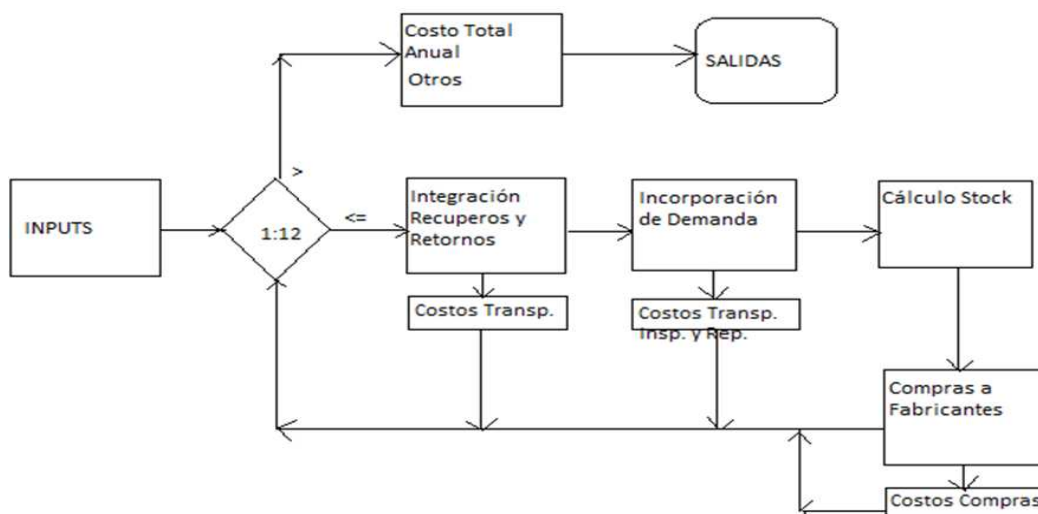 Costo Total
Anual
Otros
SALIDAS
INPUTS
>
1:12
<=
Integración
Recuperos y
Retornos
Incorporación
de Demanda
Cálculo Stock
Costos Transp.
Costos Transp.
Insp. y Rep.
Compras a
Fabricantes
Costos Compras